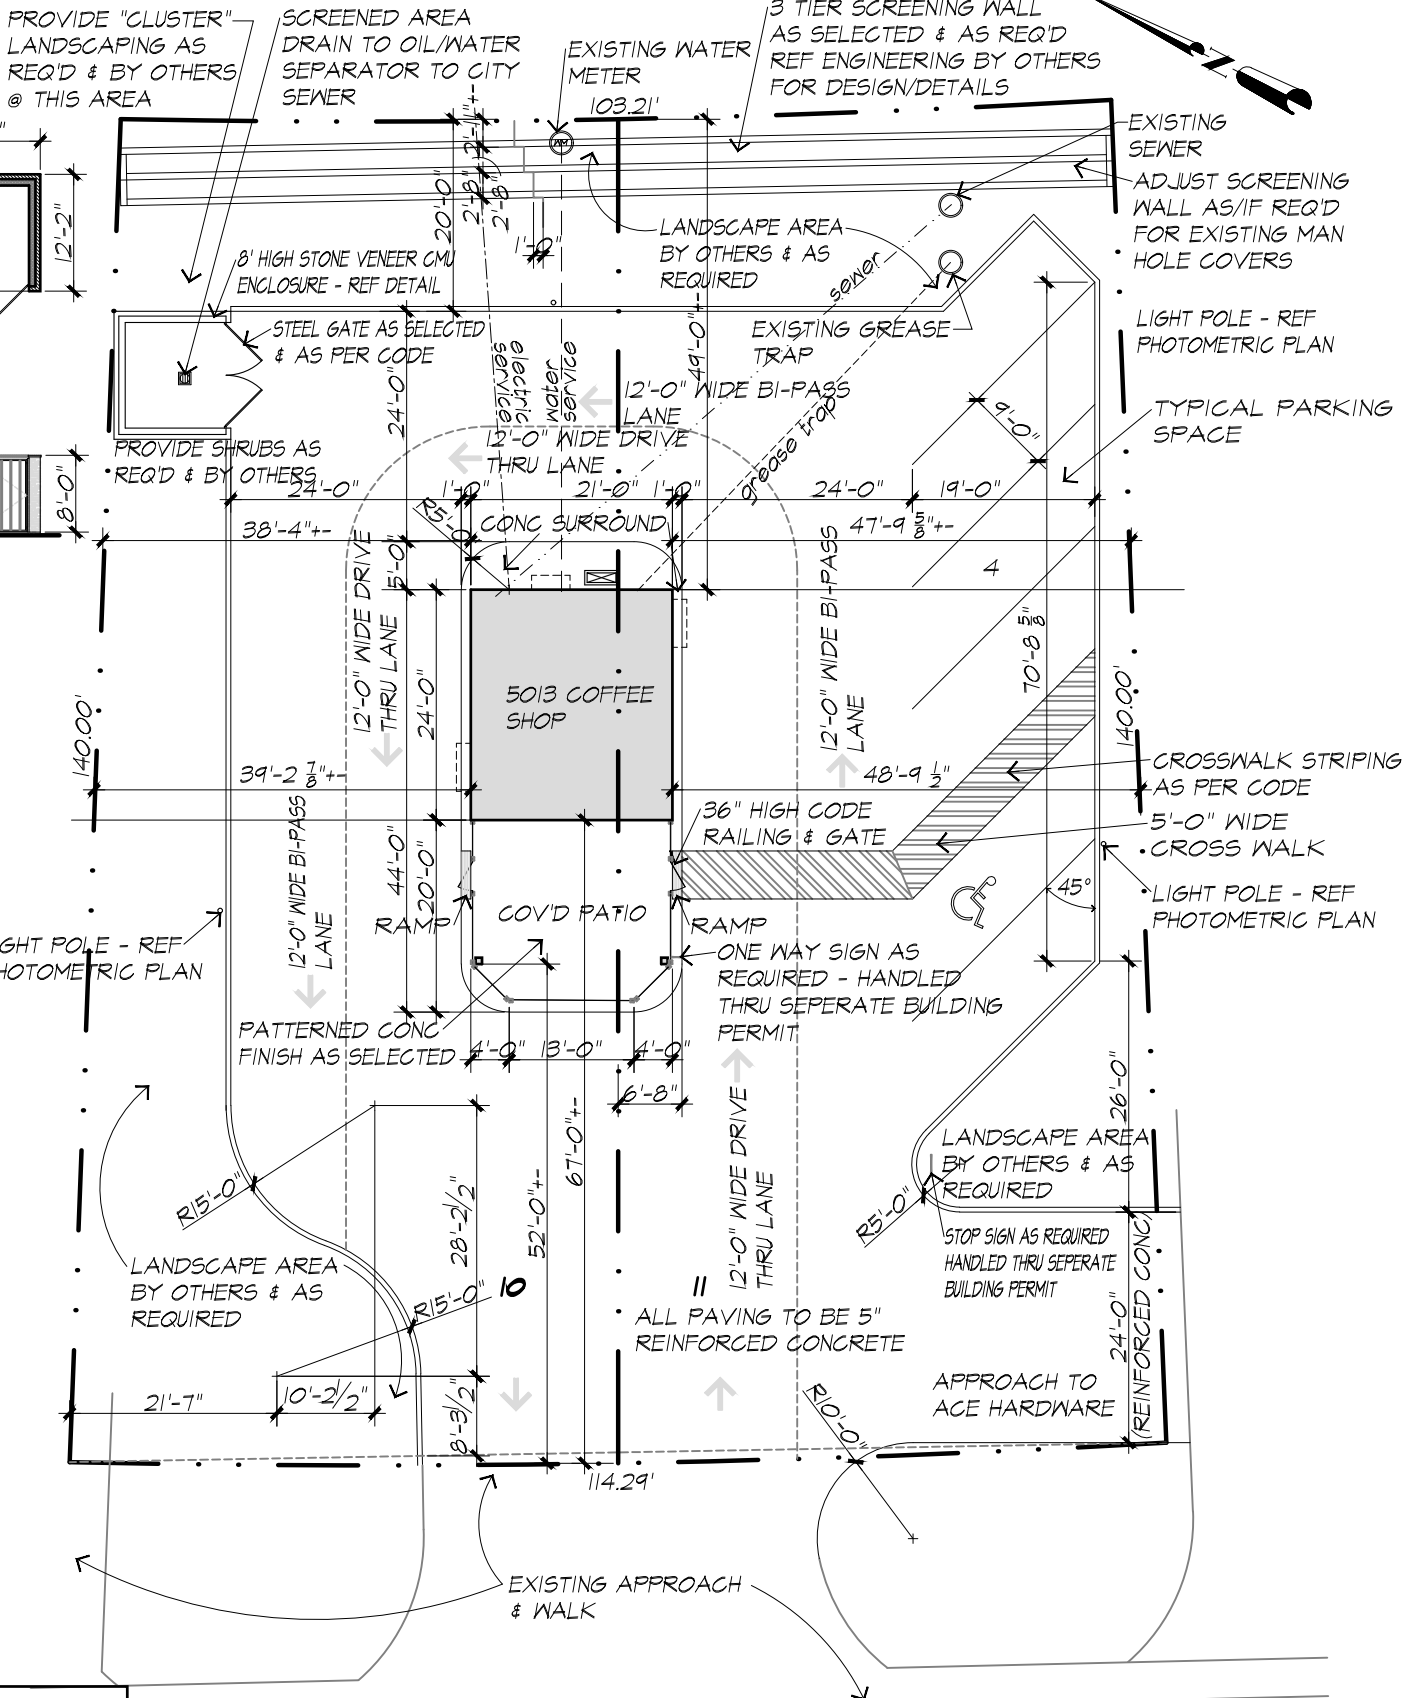 PROVIDE "CLUSTER"
LANDSCAPING AS
REQ'D & BY OTHERS
@ THIS AREA
SCREENED AREA
DRAIN TO OIL/WATER
SEPARATOR TO CITY
SEWER
EXISTING WATER
METER
103.21'
3 TIER SCREENING WALL
AS SELECTED & AS REQ'D
REF ENGINEERING BY OTHERS
FOR DESIGN/DETAILS
N
EXISTING
SEWER
ADJUST SCREENING
WALL AS/IF REQ'D
FOR EXISTING MAN
HOLE COVERS
12'-2"
20'-0"
2'-11"+-
2'-8"
2'-8"
1'-0"
WM
LANDSCAPE AREA
BY OTHERS & AS
REQUIRED
sewer
8' HIGH STONE VENEER CMU
ENCLOSURE - REF DETAIL
STEEL GATE AS SELECTED
& AS PER CODE
EXISTING GREASE
TRAP
LIGHT POLE - REF
PHOTOMETRIC PLAN
24'-0"
electric
service
water
service
49'-0"+-
12'-0" WIDE BI-PASS
LANE
12'-0" WIDE DRIVE
THRU LANE
grease trap
9'-0"
TYPICAL PARKING
SPACE
PROVIDE SHRUBS AS
REQ'D & BY OTHERS
8'-0"
24'-0"
1'-0"
21'-0"
1'-0"
24'-0"
19'-0"
38'-4"+-
R5'-0"
CONC SURROUND
47'-9 5/8"+-
5'-0"
4
12'-0" WIDE DRIVE
THRU LANE
24'-0"
12'-0" WIDE BI-PASS
LANE
70'-8 5/8"
5013 COFFEE
SHOP
140.00'
140.00'
39'-2 7/8"+-
48'-9 1/2"
CROSSWALK STRIPING
AS PER CODE
36" HIGH CODE
RAILING & GATE
5'-0" WIDE
CROSS WALK
12'-0" WIDE BI-PASS
LANE
44'-0"
20'-0"
45°
LIGHT POLE - REF
PHOTOMETRIC PLAN
RAMP
COV'D PATIO
RAMP
GHT POLE - REF
HOTOMETRIC PLAN
ONE WAY SIGN AS
REQUIRED - HANDLED
THRU SEPERATE BUILDING
PERMIT
PATTERNED CONC
FINISH AS SELECTED
4'-0"
13'-0"
4'-0"
6'-8"
26'-0"
67'-0"+-
12'-0" WIDE DRIVE
THRU LANE
LANDSCAPE AREA
BY OTHERS & AS
REQUIRED
R15'-0"
28'-2 1/2"
52'-0"+-
R5'-0"
STOP SIGN AS REQUIRED
HANDLED THRU SEPERATE
BUILDING PERMIT
LANDSCAPE AREA
BY OTHERS & AS
REQUIRED
R15'-0"
10
11
ALL PAVING TO BE 5"
REINFORCED CONCRETE
24'-0"
(REINFORCED CONC)
21'-7"
10'-2 1/2"
8'-3 1/2"
R10'-0"
APPROACH TO
ACE HARDWARE
114.29'
EXISTING APPROACH
& WALK